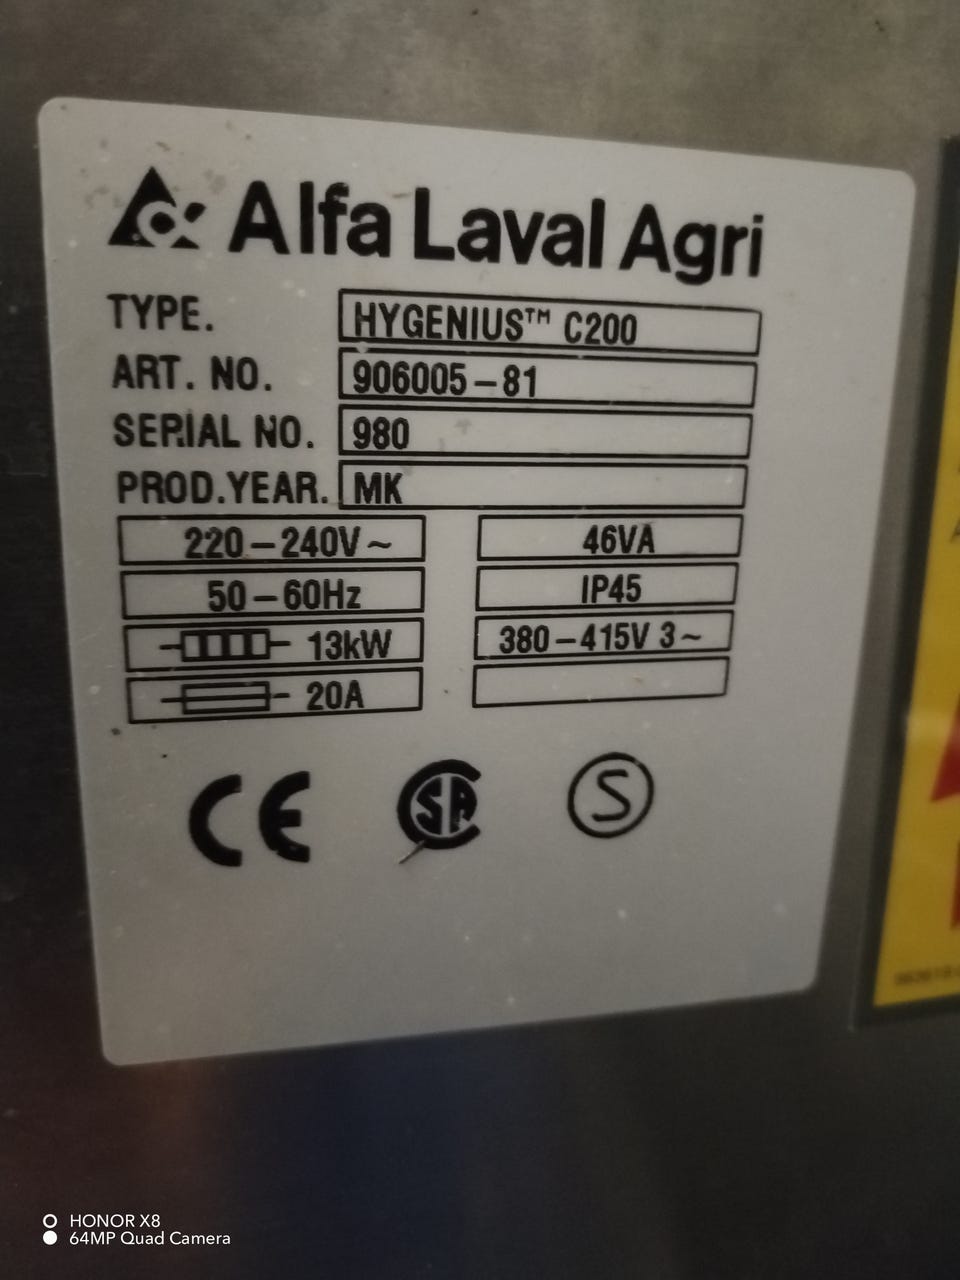 Alfa Laval Agri
TYPE. HYGENIUS™ C200
ART. NO. 906005-81
SERIAL NO. 980
PROD.YEAR. MK
220-240V~ 46VA
50-60Hz IP45
13kW 380-415V 3~
20A
CE SA S
HONOR X8
64MP Quad Camera